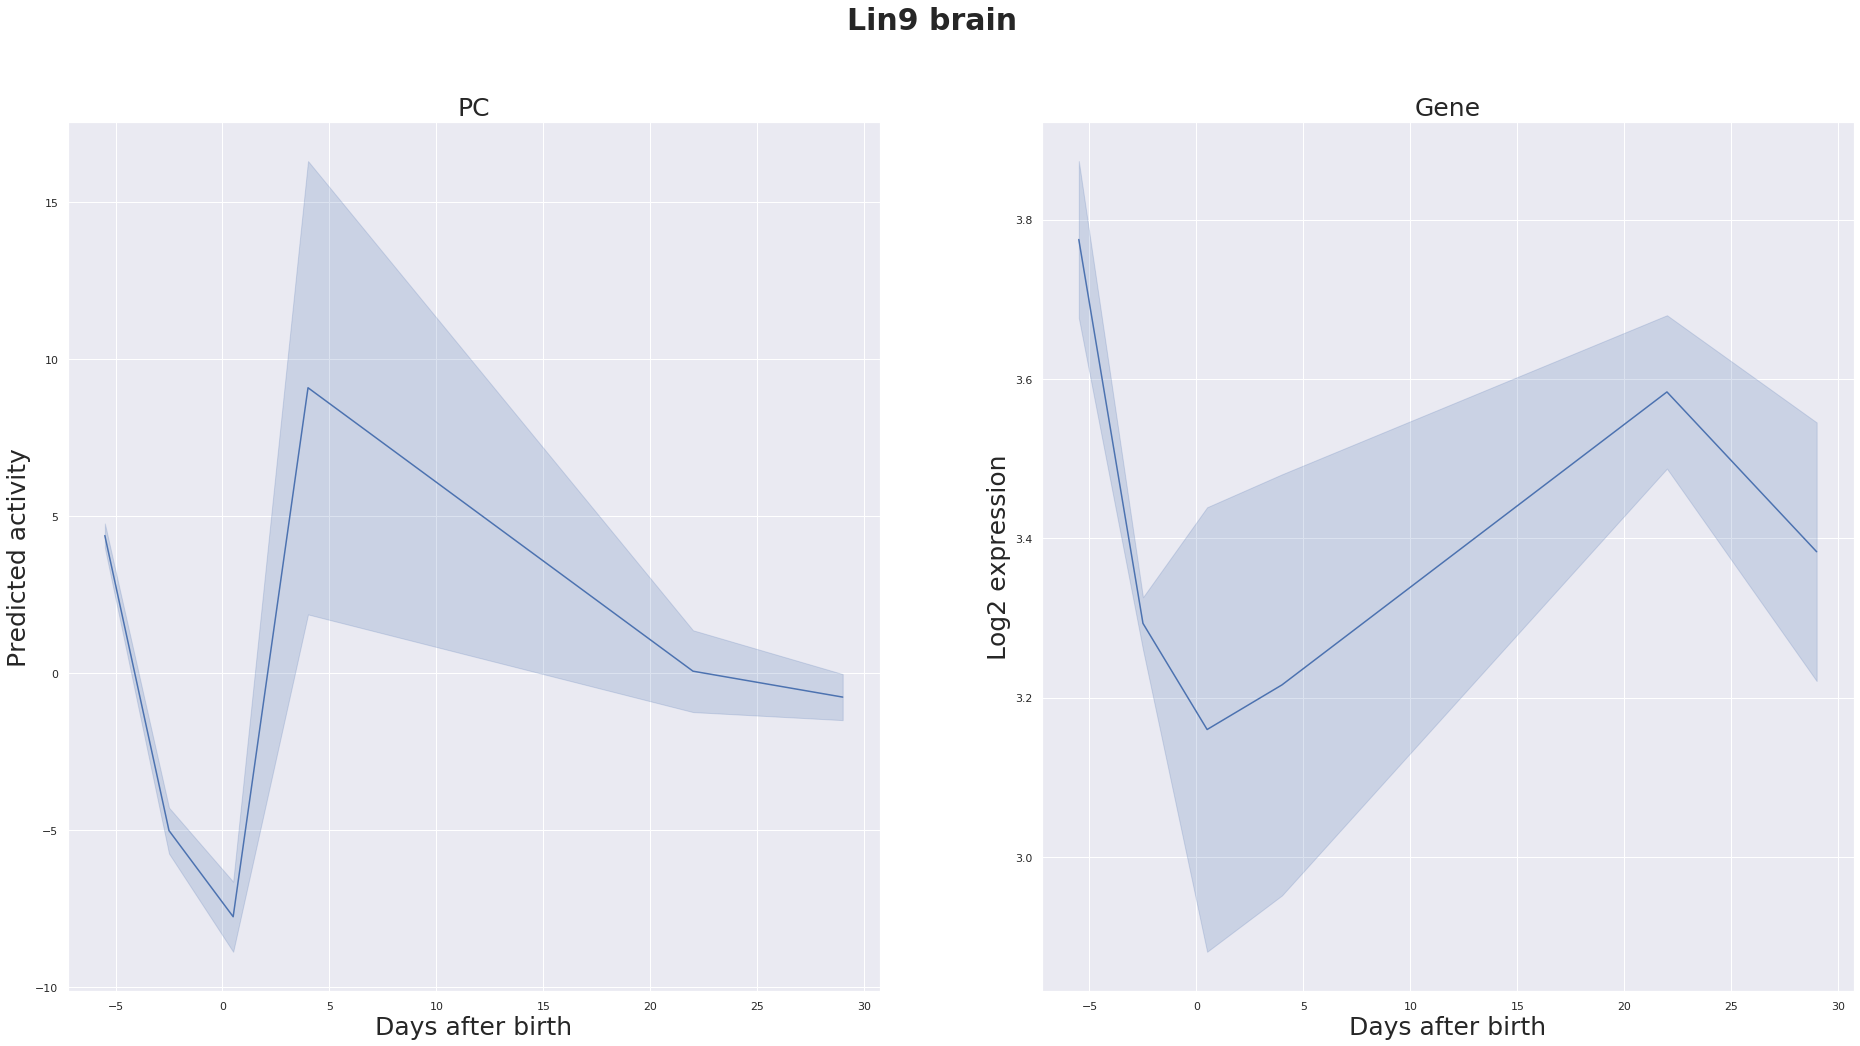 Lin9 brain
PC
Predicted activity
15
10
5
0
−5
−10
−5 0 5 10 15 20 25 30
Days after birth
Gene
Log2 expression
3.8
3.6
3.4
3.2
3.0
−5 0 5 10 15 20 25 30
Days after birth